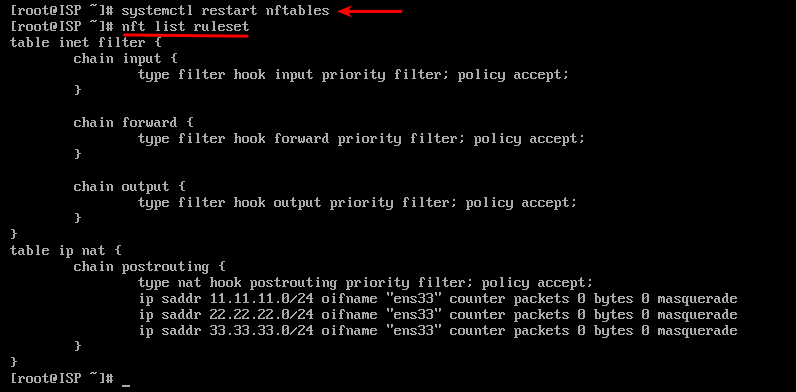 [root@ISP ~]# systemctl restart nftables
[root@ISP ~]# nft list ruleset
table inet filter {
        chain input {
                type filter hook input priority filter; policy accept;
        }

        chain forward {
                type filter hook forward priority filter; policy accept;
        }

        chain output {
                type filter hook output priority filter; policy accept;
        }
}
table ip nat {
        chain postrouting {
                type nat hook postrouting priority filter; policy accept;
                ip saddr 11.11.11.0/24 oifname "ens33" counter packets 0 bytes 0 masquerade
                ip saddr 22.22.22.0/24 oifname "ens33" counter packets 0 bytes 0 masquerade
                ip saddr 33.33.33.0/24 oifname "ens33" counter packets 0 bytes 0 masquerade
        }
}
[root@ISP ~]# _